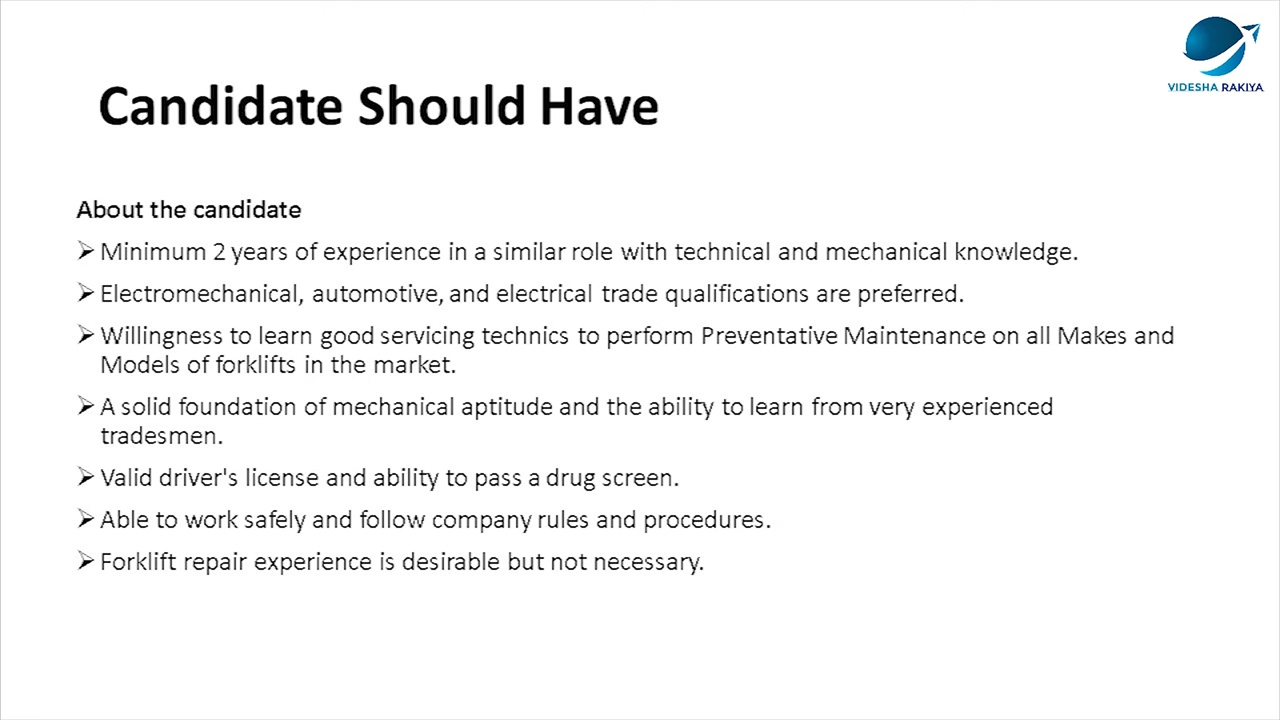 VIDESHA RAKIYA
Candidate Should Have
About the candidate
➢ Minimum 2 years of experience in a similar role with technical and mechanical knowledge.
➢ Electromechanical, automotive, and electrical trade qualifications are preferred.
➢ Willingness to learn good servicing technics to perform Preventative Maintenance on all Makes and
Models of forklifts in the market.
➢ A solid foundation of mechanical aptitude and the ability to learn from very experienced
tradesmen.
➢ Valid driver's license and ability to pass a drug screen.
➢ Able to work safely and follow company rules and procedures.
➢ Forklift repair experience is desirable but not necessary.